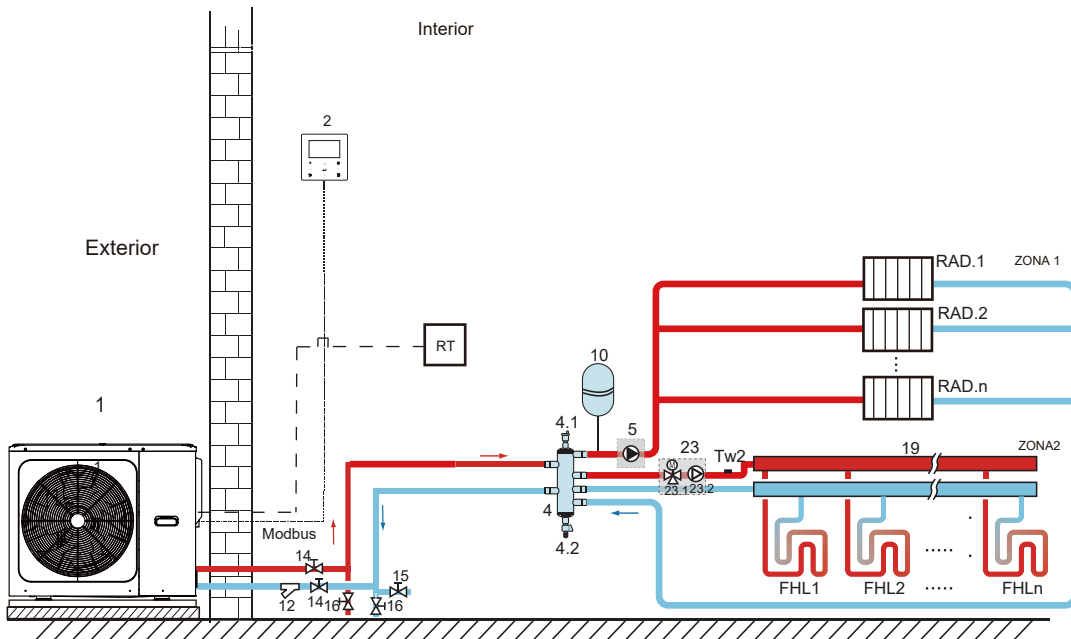 Interior
2
Exterior
RAD.1
ZONA 1
RAD.2
RT
10
RAD.n
1
4.1
5
23
19
ZONA2
Tw2
M
23.1
23.2
4
4.2
Modbus
14
15
12
14
16
16
FHL1
FHL2
FHLn
1